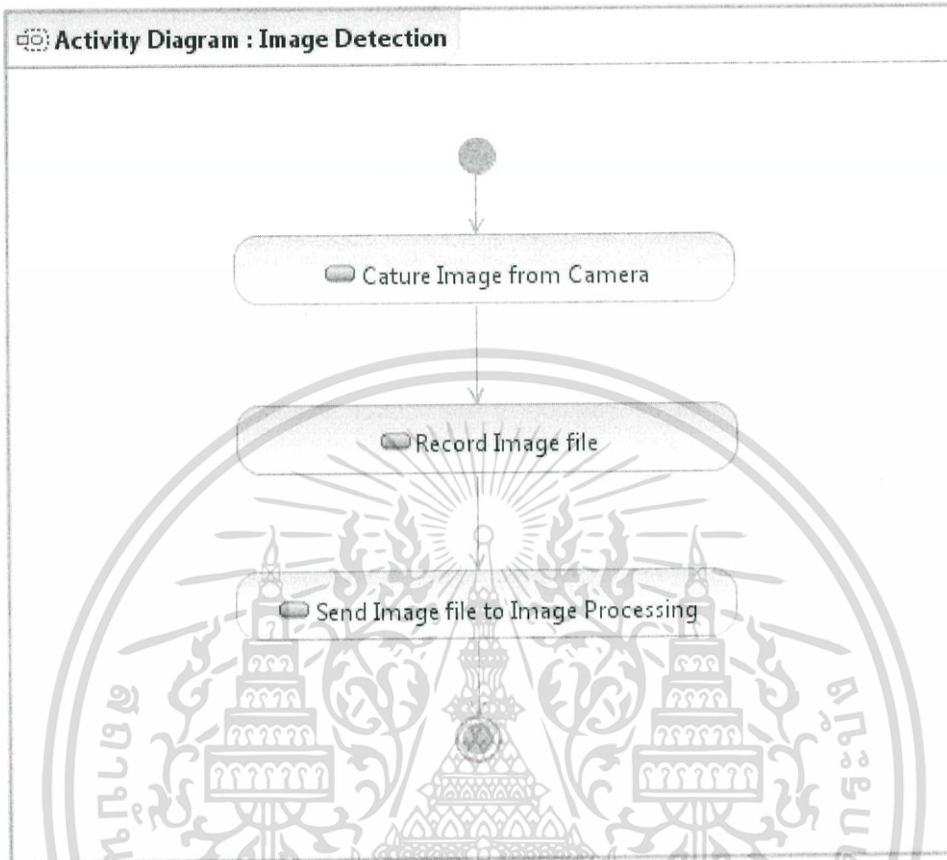 Activity Diagram : Image Detection
Cature Image from Camera
Record Image file
Send Image file to Image Processing